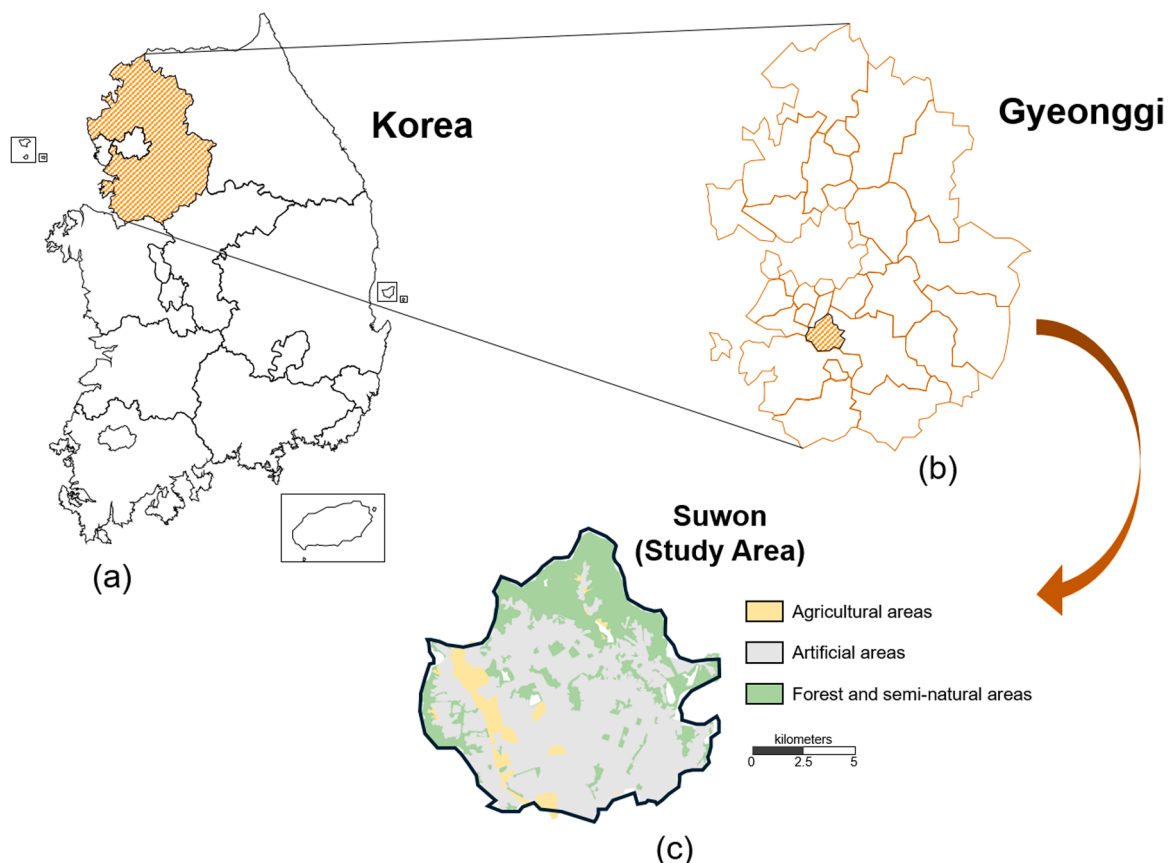 Korea
Gyeonggi
(a)
(b)
Suwon
(Study Area)
Agricultural areas
Artificial areas
Forest and semi-natural areas
kilometers
0 2.5 5
(c)